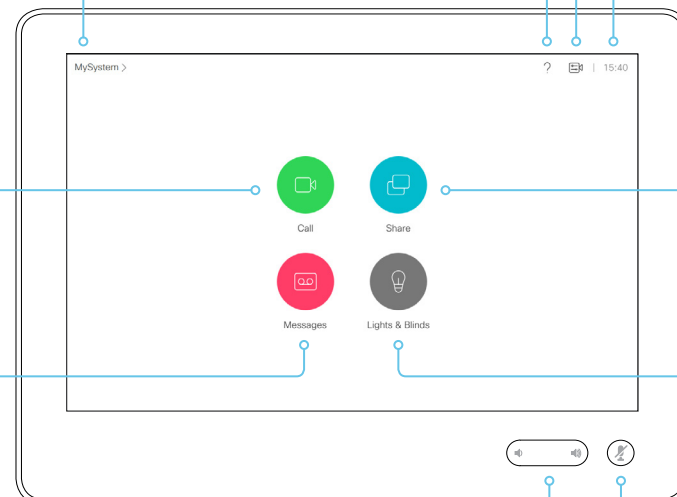 MySystem >
? | 15:40
Call
Share
Messages
Lights & Blinds